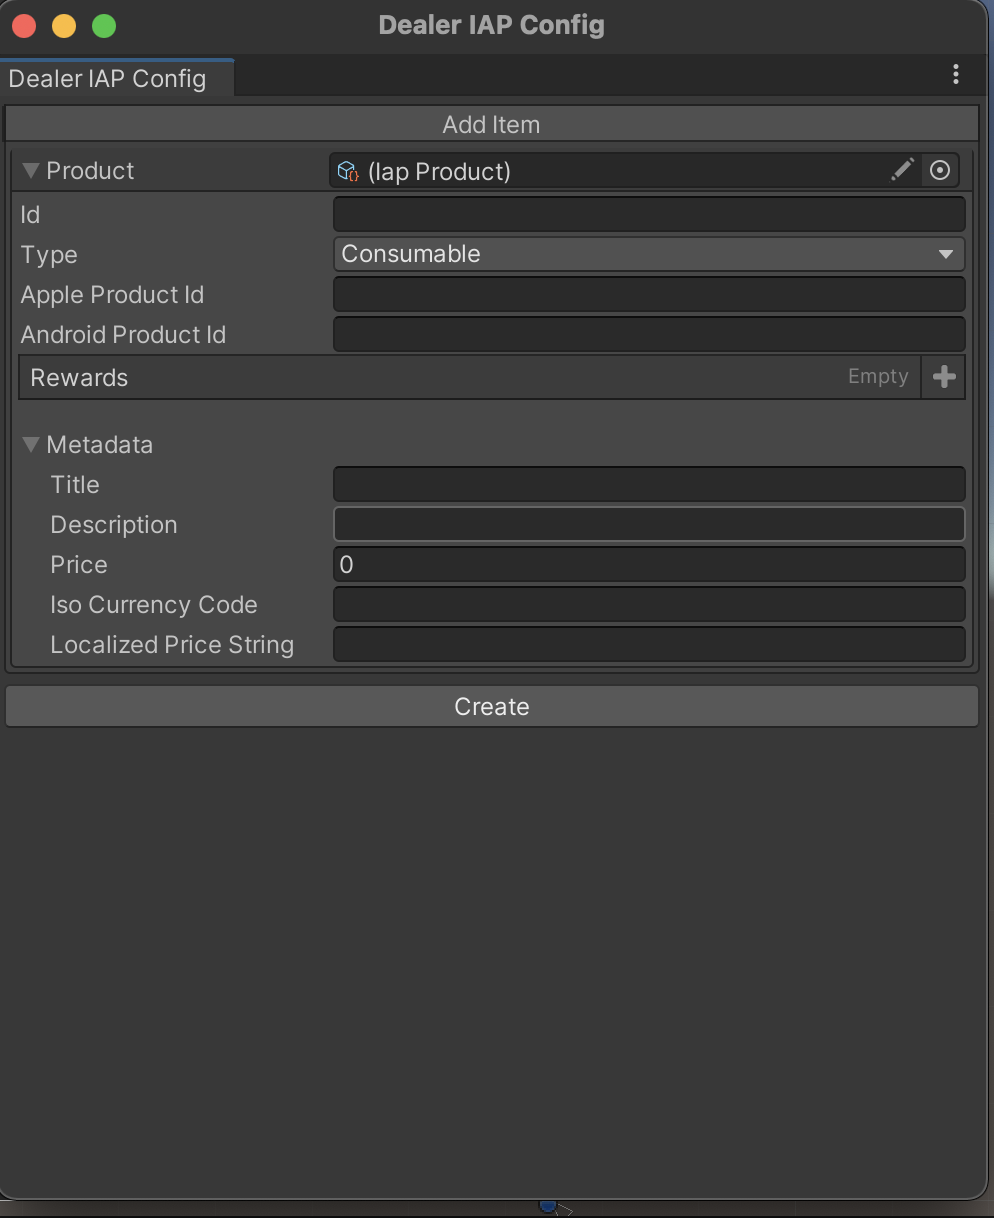 Dealer IAP Config
Dealer IAP Config
Add Item
Product (Iap Product)
Id
Type Consumable
Apple Product Id
Android Product Id
Rewards Empty
Metadata
Title
Description
Price 0
Iso Currency Code
Localized Price String
Create